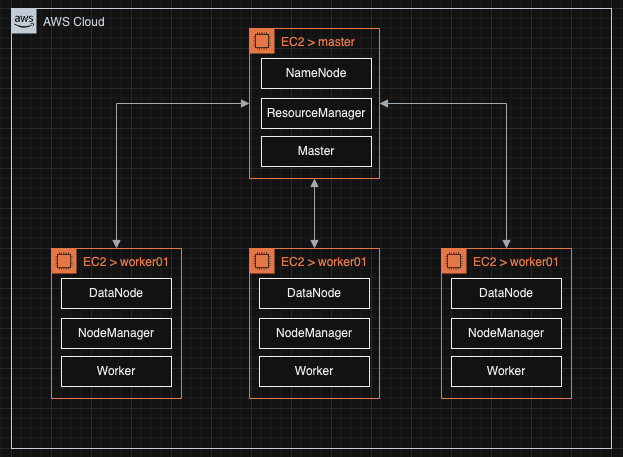 aws
AWS Cloud
EC2 > master
NameNode
ResourceManager
Master
EC2 > worker01
DataNode
NodeManager
Worker
EC2 > worker01
DataNode
NodeManager
Worker
EC2 > worker01
DataNode
NodeManager
Worker